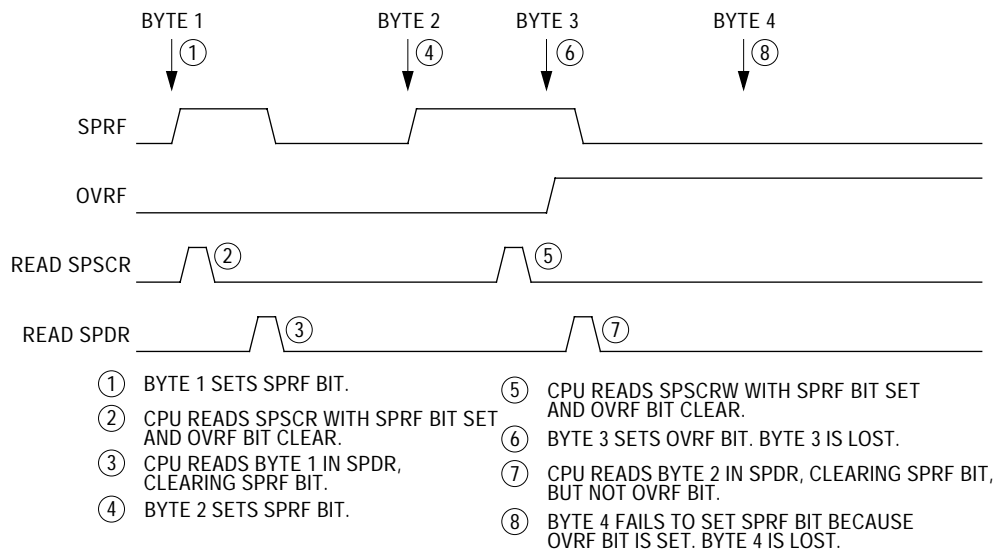 BYTE 1 BYTE 2 BYTE 3 BYTE 4
1 4 6 8
SPRF
OVRF
READ SPSCR 2 5
READ SPDR 3 7
1 BYTE 1 SETS SPRF BIT.
2 CPU READS SPSCR WITH SPRF BIT SET
AND OVRF BIT CLEAR.
3 CPU READS BYTE 1 IN SPDR,
CLEARING SPRF BIT.
4 BYTE 2 SETS SPRF BIT.
5 CPU READS SPSCRW WITH SPRF BIT SET
AND OVRF BIT CLEAR.
6 BYTE 3 SETS OVRF BIT. BYTE 3 IS LOST.
7 CPU READS BYTE 2 IN SPDR, CLEARING SPRF BIT,
BUT NOT OVRF BIT.
8 BYTE 4 FAILS TO SET SPRF BIT BECAUSE
OVRF BIT IS SET. BYTE 4 IS LOST.